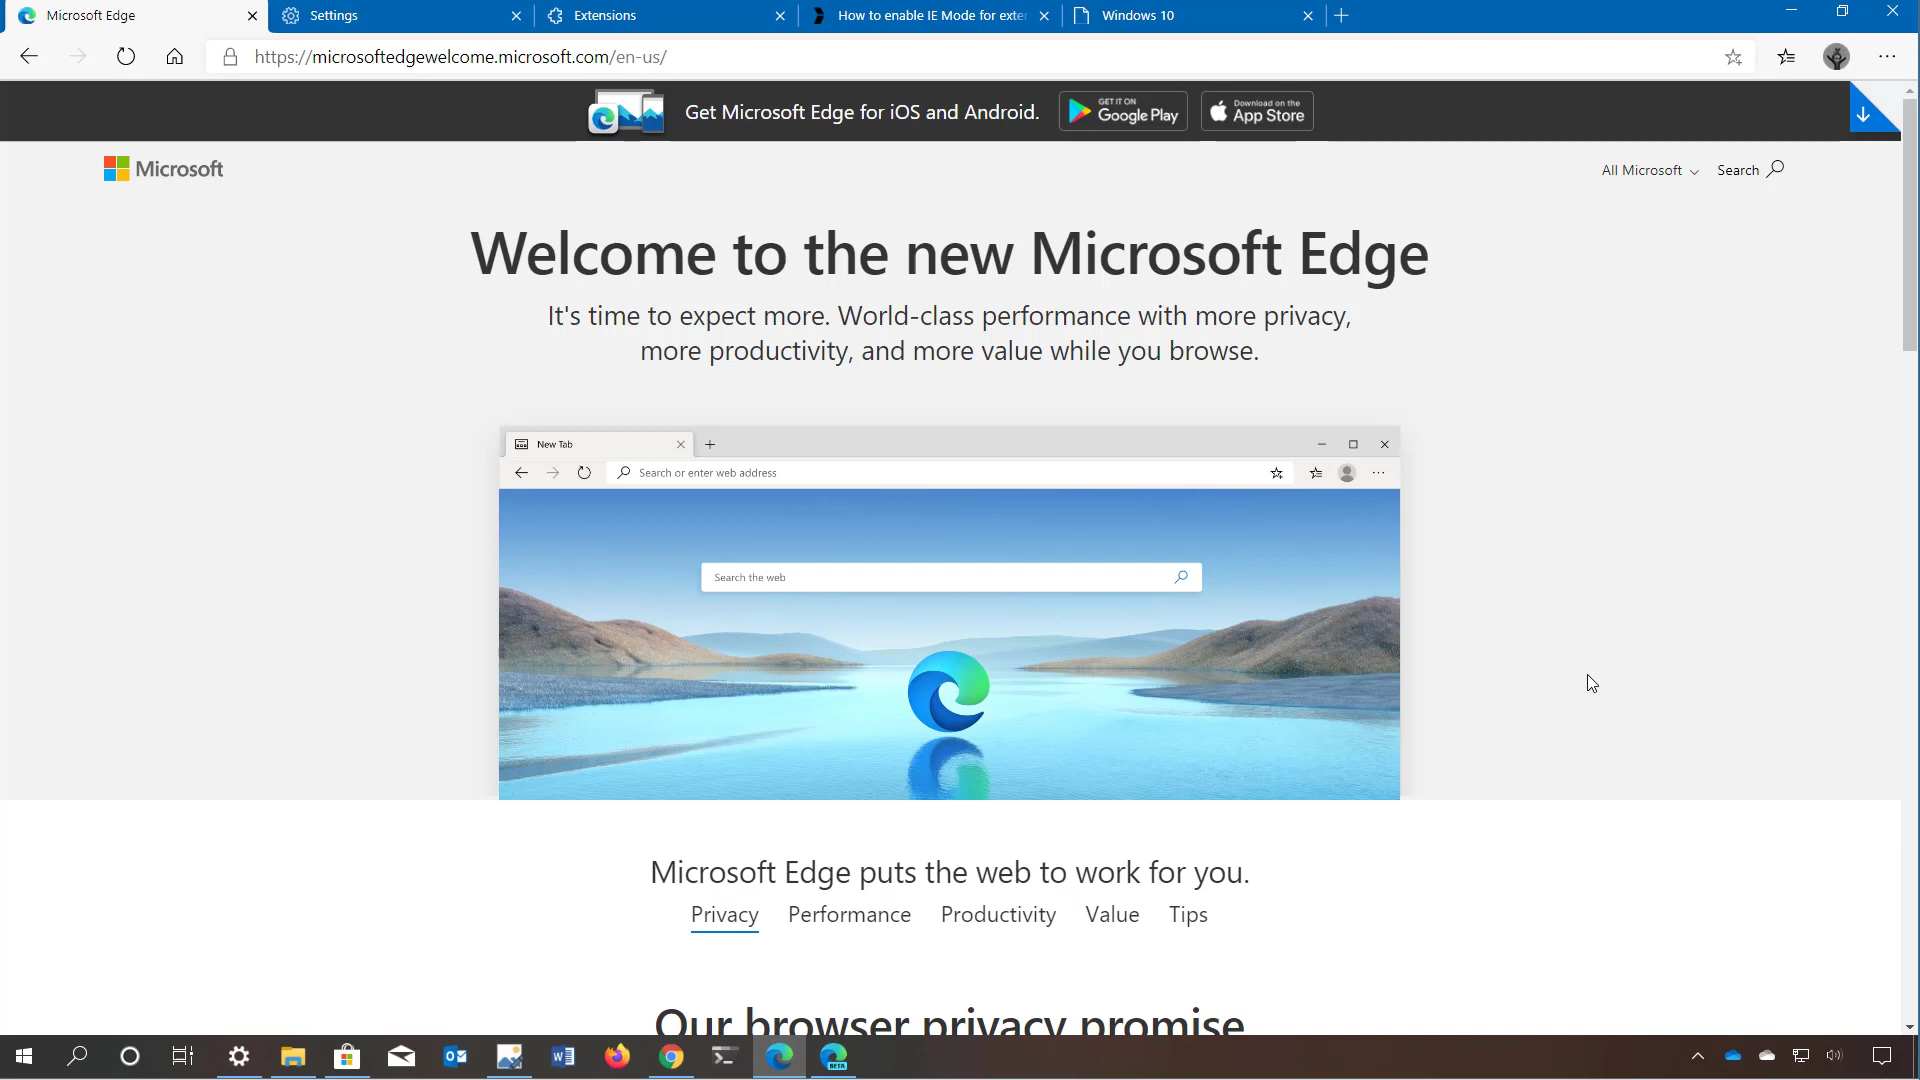 Microsoft Edge
Settings
Extensions
How to enable IE Mode for exter
Windows 10
https://microsoftedgewelcome.microsoft.com/en-us/
Get Microsoft Edge for iOS and Android.
GET IT ON
Google Play
Download on the
App Store
Microsoft
All Microsoft
Search
Welcome to the new Microsoft Edge
It's time to expect more. World-class performance with more privacy,
more productivity, and more value while you browse.
New Tab
Search or enter web address
Search the web
Microsoft Edge puts the web to work for you.
Privacy
Performance
Productivity
Value
Tips
Our browser privacy promise
BETA